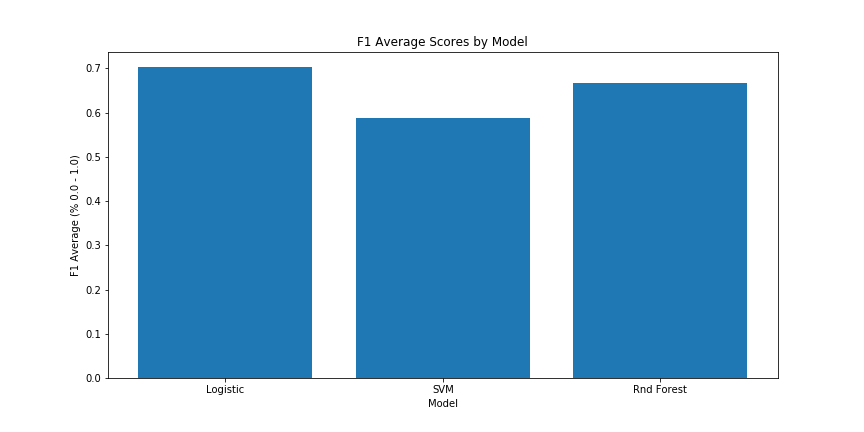 F1 Average Scores by Model
F1 Average (% 0.0 - 1.0)
0.7
0.6
0.5
0.4
0.3
0.2
0.1
0.0
Logistic
SVM
Rnd Forest
Model